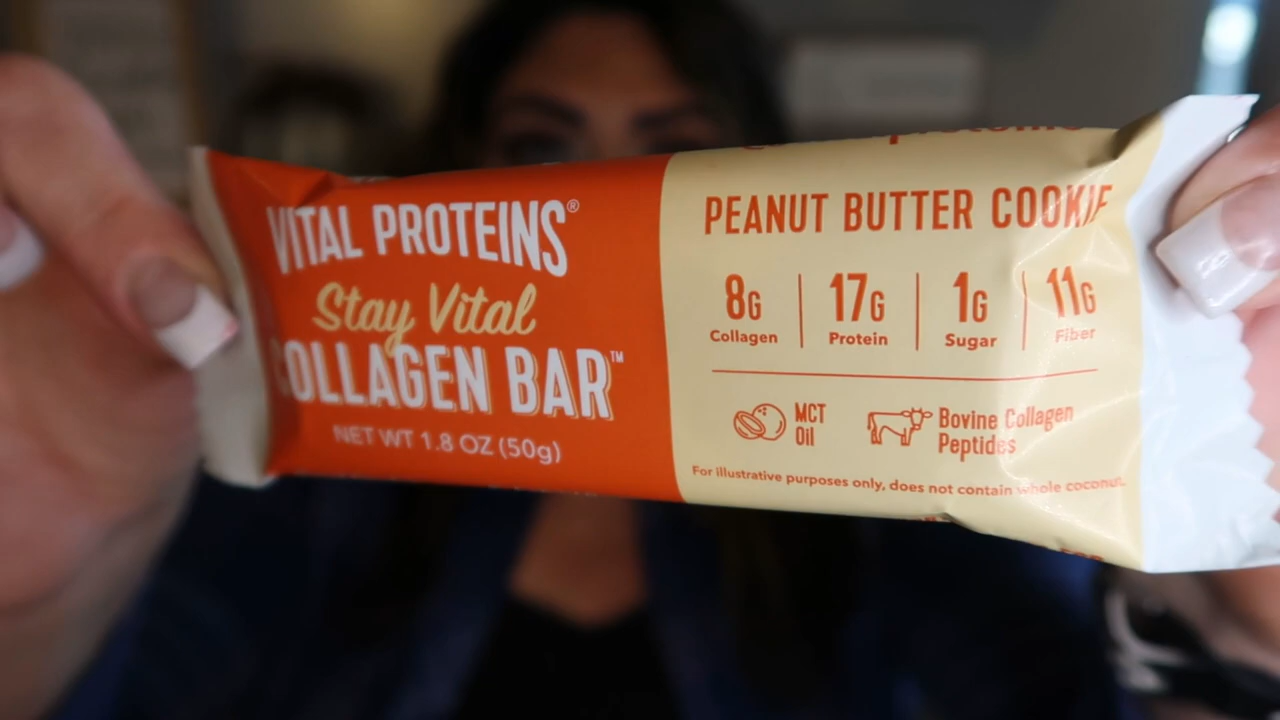 VITAL PROTEINS®
Stay Vital
COLLAGEN BAR™
NET WT 1.8 OZ (50g)
PEANUT BUTTER COOKIE
8G
Collagen
17G
Protein
1G
Sugar
11G
Fiber
MCT
Oil
Bovine Collagen
Peptides
For illustrative purposes only, does not contain whole coconut.